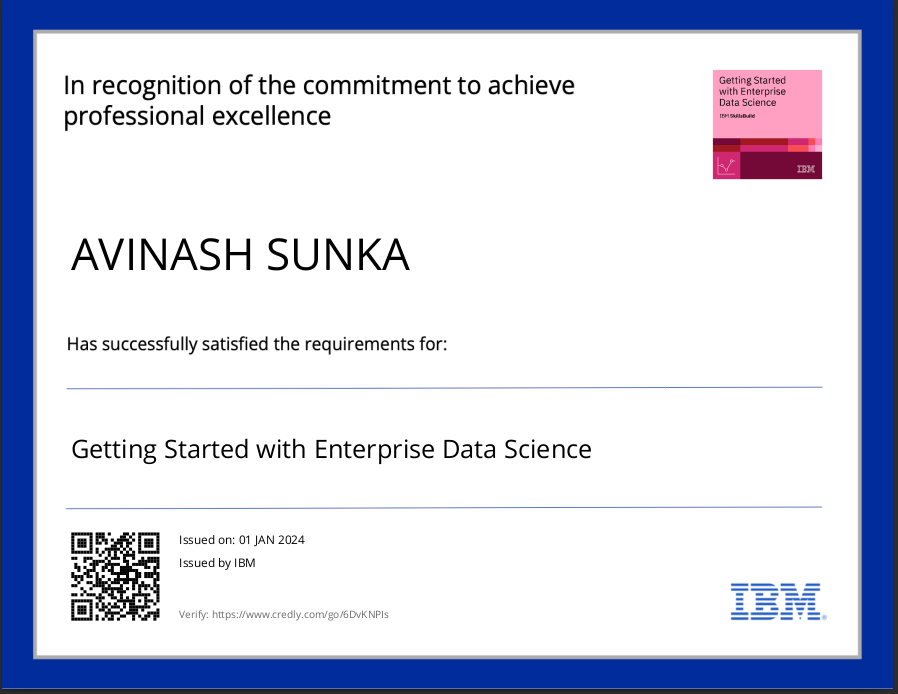 In recognition of the commitment to achieve
professional excellence
Getting Started
with Enterprise
Data Science
IBM SkillsBuild
IBM
AVINASH SUNKA
Has successfully satisfied the requirements for:
Getting Started with Enterprise Data Science
Issued on: 01 JAN 2024
Issued by IBM
Verify: https://www.credly.com/go/6DvKNPIs
IBM®